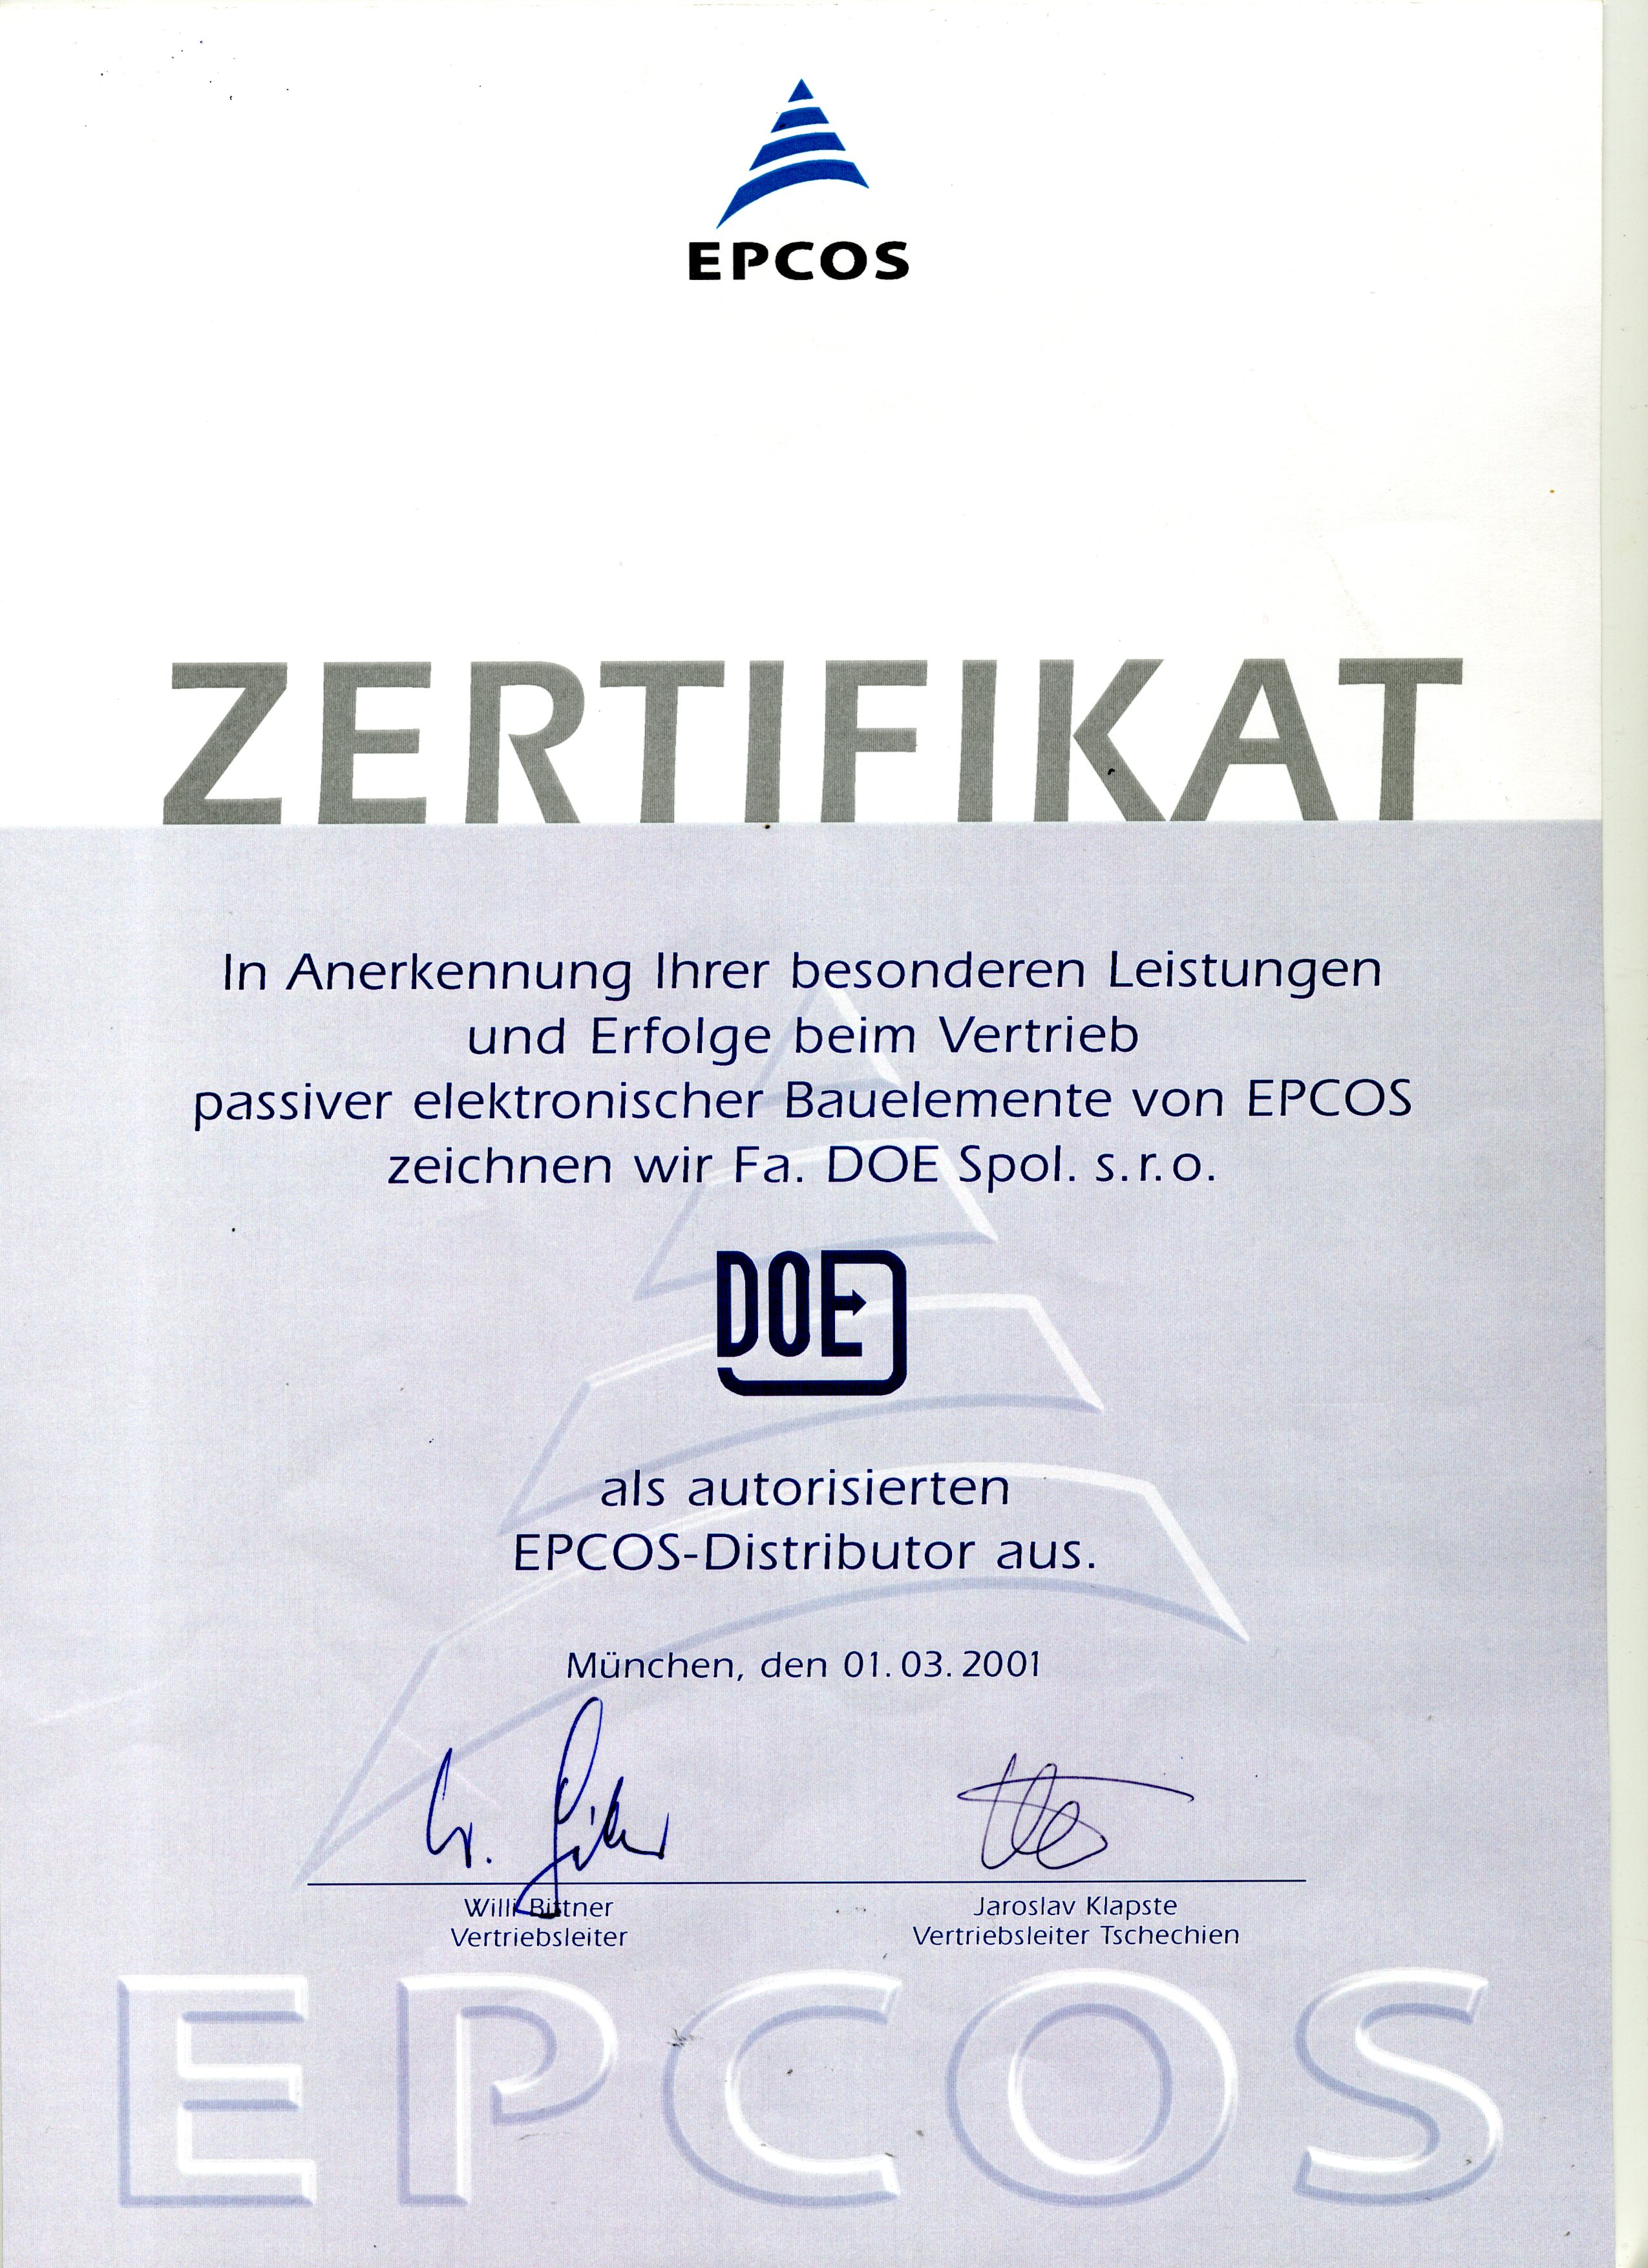 EPCOS
ZERTIFIKAT
In Anerkennung Ihrer besonderen Leistungen
und Erfolge beim Vertrieb
passiver elektronischer Bauelemente von EPCOS
zeichnen wir Fa. DOE Spol. s.r.o.
DOE
als autorisierten
EPCOS-Distributor aus.
München, den 01.03.2001
Willi Bittner
Vertriebsleiter
Jaroslav Klapste
Vertriebsleiter Tschechien
EPCOS